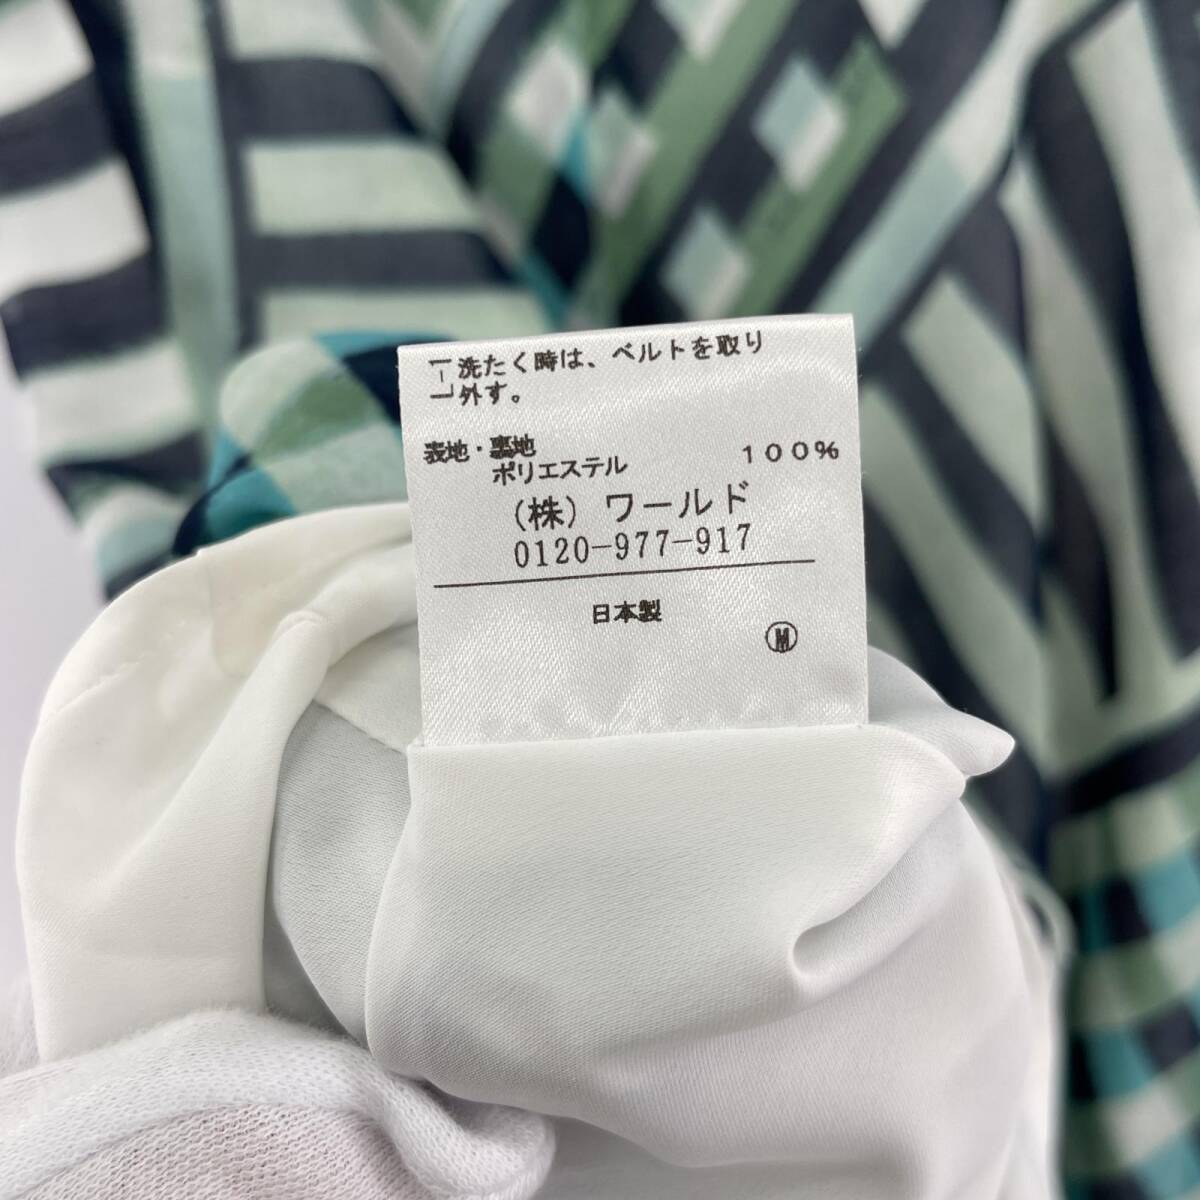 洗たく時は、ベルトを取り
外す。
表地・裏地
ポリエステル 100%
(株) ワールド
0120-977-917
日本製
Ⓜ